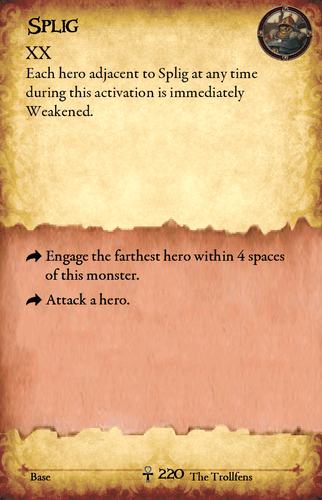 Splig
XX
Each hero adjacent to Splig at any time
during this activation is immediately
Weakened.
Engage the farthest hero within 4 spaces
of this monster.
Attack a hero.
Base 220 The Trollfens